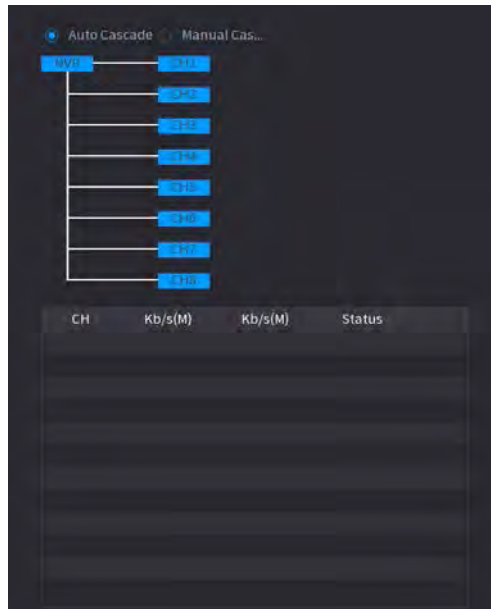 Auto Cascade Manual Cas...
NVR CH1
CH2
CH3
CH4
CH5
CH6
CH7
CH8
CH Kb/s(M) Kb/s(M) Status